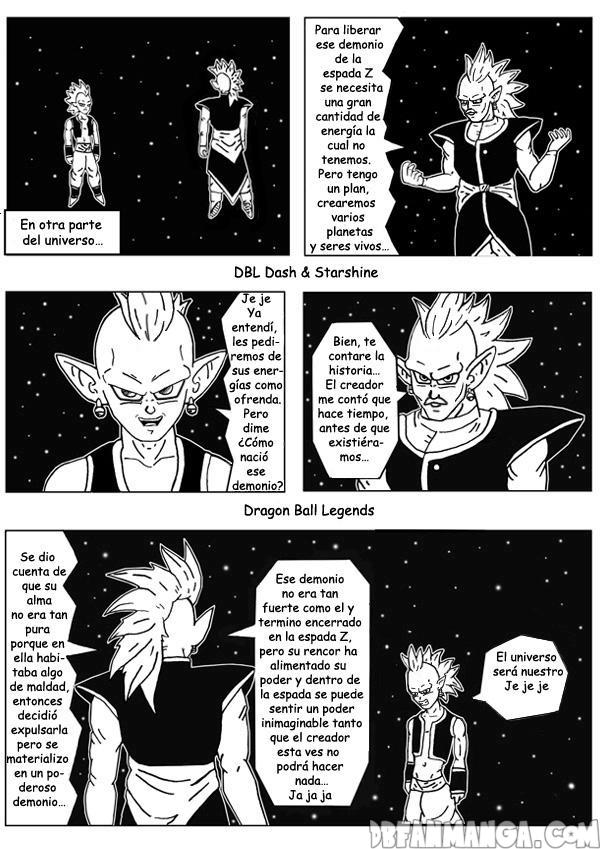 En otra parte
del universo...
Para liberar
ese demonio
de la
espada Z
se necesita
una gran
cantidad de
energía la
cual no
tenemos.
Pero tengo
un plan,
crearemos
varios
planetas
y seres vivos...
DBL Dash & Starshine
Je je
Ya
entendí,
les pedi-
remos de
sus ener-
gías como
ofrenda.
Pero
dime
¿Cómo
nació
ese
demonio?
Bien, te
contare la
historia...
El creador
me contó que
hace tiempo,
antes de que
existiéra-
mos...
Dragon Ball Legends
Se dio
cuenta de
que su
alma
no era tan
pura
porque en
ella habi-
taba algo
de maldad,
entonces
decidió
expulsarla
pero se
materializo
en un po-
deroso
demonio...
Ese demonio
no era tan
fuerte como el y
termino encerrado
en la espada Z,
pero su rencor ha
alimentado su
poder y dentro de
la espada se puede
sentir un poder
inimaginable tanto
que el creador
esta ves no
podrá hacer
nada...
Ja ja ja
El universo
será nuestro
Je je je
DBFANMANGA.COM